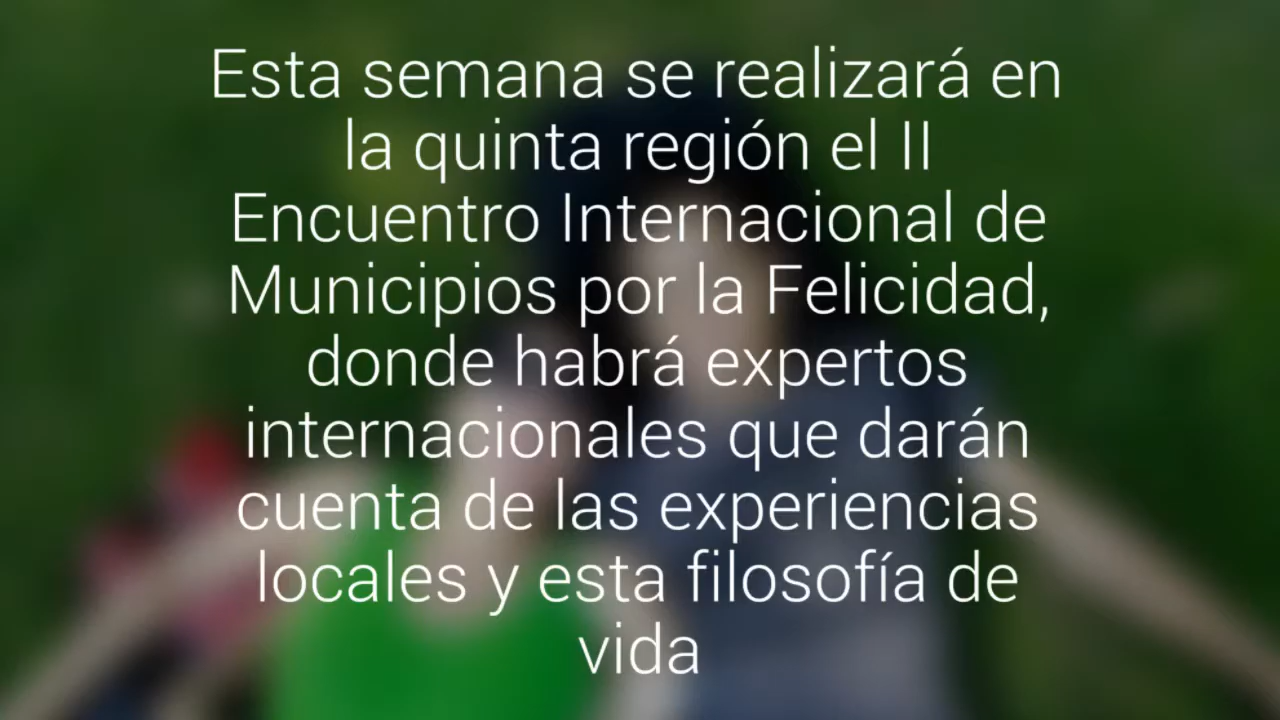 Esta semana se realizará en
la quinta región el II
Encuentro Internacional de
Municipios por la Felicidad,
donde habrá expertos
internacionales que darán
cuenta de las experiencias
locales y esta filosofía de
vida